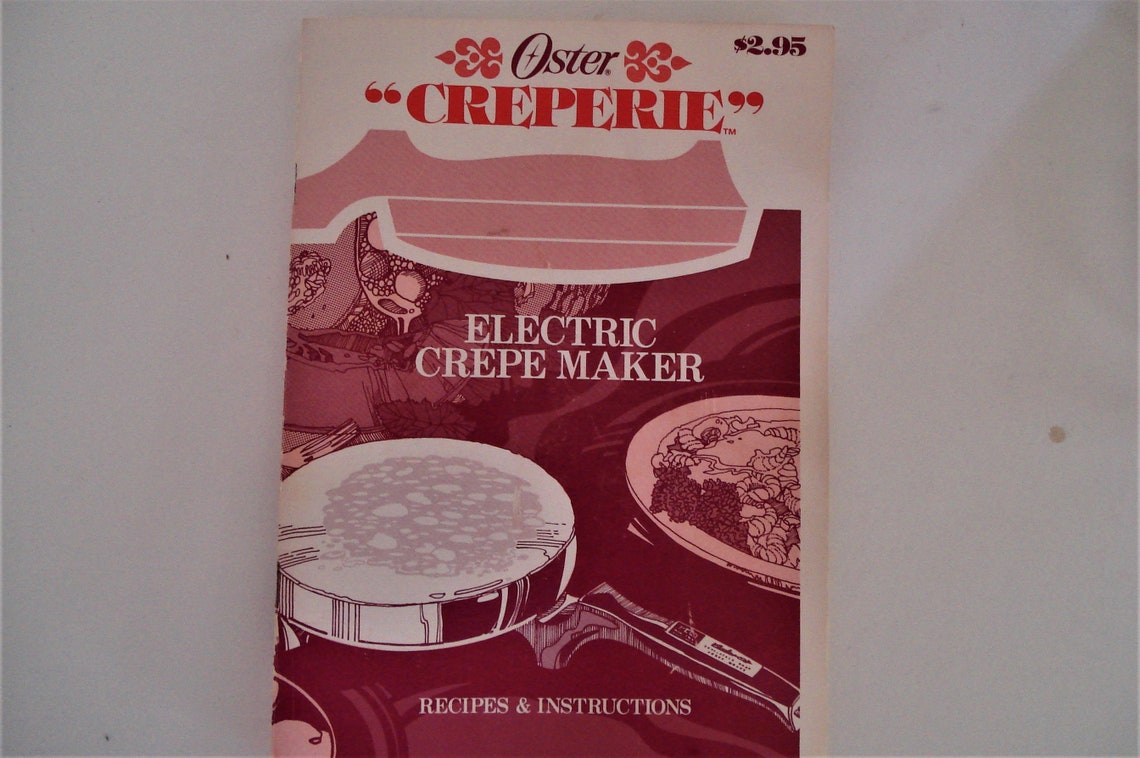 Oster®
$2.95
“CREPERIE”™
ELECTRIC
CREPE MAKER
RECIPES & INSTRUCTIONS